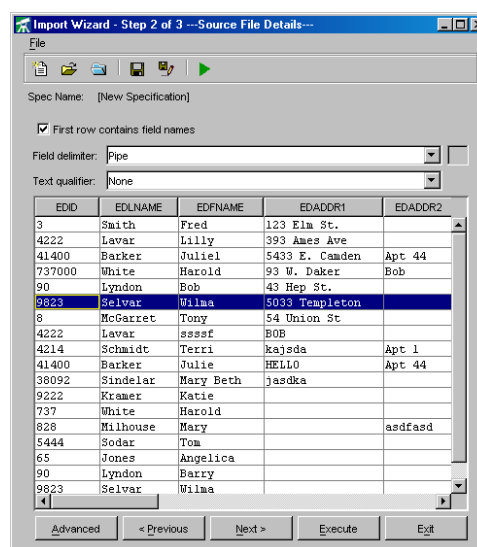 Import Wizard - Step 2 of 3 ---Source File Details---
File
Spec Name: [New Specification]
First row contains field names
Field delimiter: Pipe
Text qualifier: None
EDID EDLNAME EDFNAME EDADDR1 EDADDR2
3 Smith Fred 123 Elm St.
4222 Lavar Lilly 393 Ames Ave
41400 Barker Juliel 5433 E. Camden Apt 44
737000 White Harold 93 W. Daker Bob
90 Lyndon Bob 43 Hep St.
9823 Selvar Wilma 5033 Templeton
8 McGarret Tony 54 Union St
4222 Lavar ssssf BOB
4214 Schmidt Terri kajsda Apt 1
41400 Barker Julie HELLO Apt 44
38092 Sindelar Mary Beth jasdka
9222 Kramer Katie
737 White Harold
828 Milhouse Mary asdfasd
5444 Sodar Tom
65 Jones Angelica
90 Lyndon Barry
9823 Selvar Wilma
Advanced < Previous Next > Execute Exit